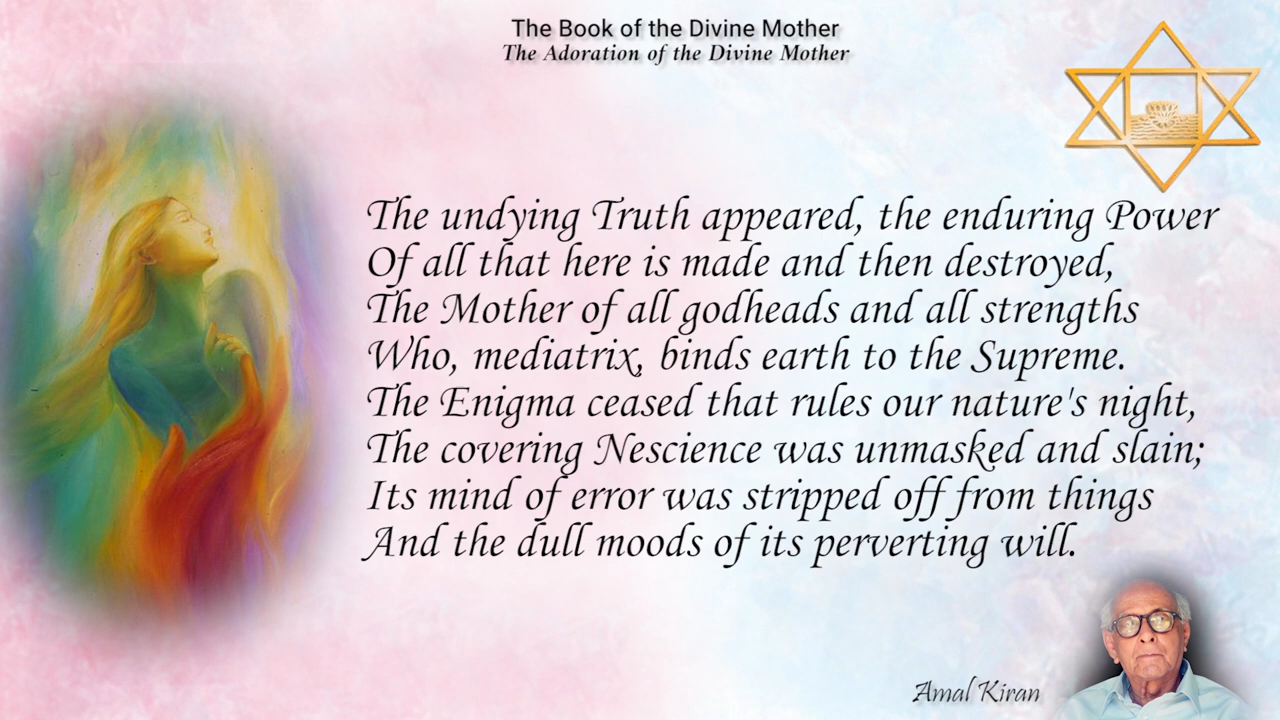 The Book of the Divine Mother
The Adoration of the Divine Mother
The undying Truth appeared, the enduring Power
Of all that here is made and then destroyed,
The Mother of all godheads and all strengths
Who, mediatrix, binds earth to the Supreme.
The Enigma ceased that rules our nature's night,
The covering Nescience was unmasked and slain;
Its mind of error was stripped off from things
And the dull moods of its perverting will.
Amal Kiran